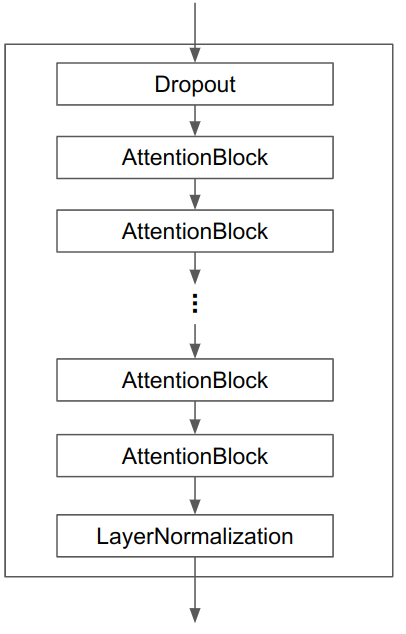 Dropout
AttentionBlock
AttentionBlock
...
AttentionBlock
AttentionBlock
LayerNormalization